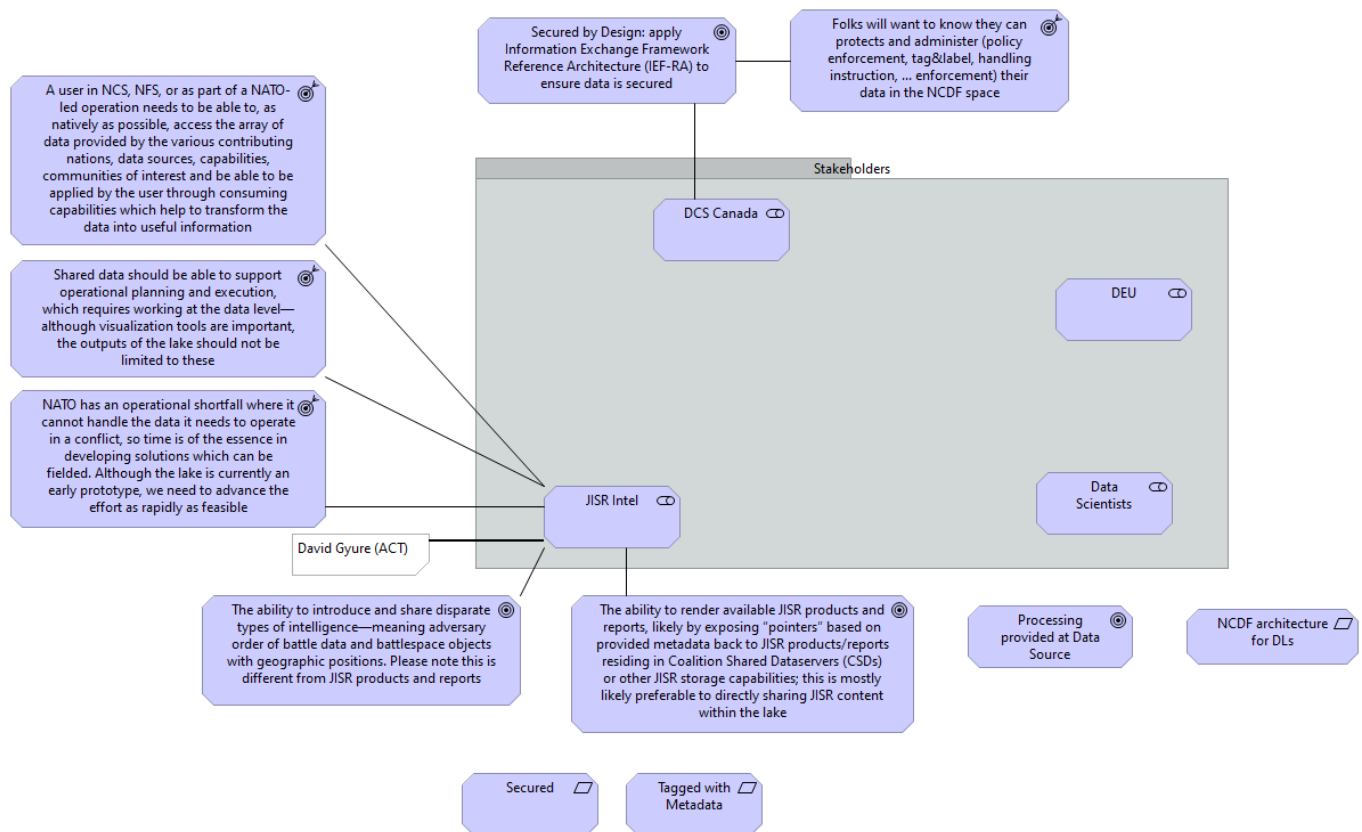 Secured by Design: apply
Information Exchange Framework
Reference Architecture (IEF-RA) to
ensure data is secured
Folks will want to know they can
protects and administer (policy
enforcement, tag&label, handling
instruction, ... enforcement) their
data in the NCDF space
A user in NCS, NFS, or as part of a NATO-
led operation needs to be able to, as
natively as possible, access the array of
data provided by the various contributing
nations, data sources, capabilities,
communities of interest and be able to be
applied by the user through consuming
capabilities which help to transform the
data into useful information
Stakeholders
DCS Canada
Shared data should be able to support
operational planning and execution,
which requires working at the data level—
although visualization tools are important,
the outputs of the lake should not be
limited to these
DEU
NATO has an operational shortfall where it
cannot handle the data it needs to operate
in a conflict, so time is of the essence in
developing solutions which can be
fielded. Although the lake is currently an
early prototype, we need to advance the
effort as rapidly as feasible
JISR Intel
Data
Scientists
David Gyure (ACT)
The ability to introduce and share disparate
types of intelligence—meaning adversary
order of battle data and battlespace objects
with geographic positions. Please note this is
different from JISR products and reports
The ability to render available JISR products and
reports, likely by exposing “pointers” based on
provided metadata back to JISR products/reports
residing in Coalition Shared Dataservers (CSDs)
or other JISR storage capabilities; this is mostly
likely preferable to directly sharing JISR content
within the lake
Processing
provided at Data
Source
NCDF architecture
for DLs
Secured
Tagged with
Metadata